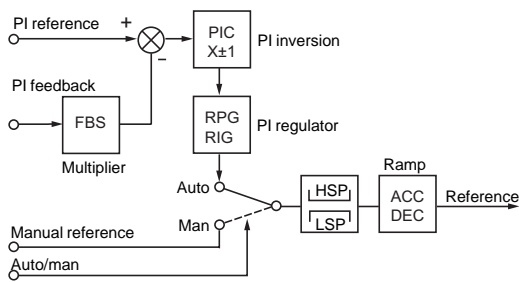 PI reference
+
−
PIC
X±1
PI inversion
PI feedback
FBS
Multiplier
RPG
RIG
PI regulator
Auto
Man
HSP
LSP
Ramp
ACC
DEC
Reference
Manual reference
Auto/man